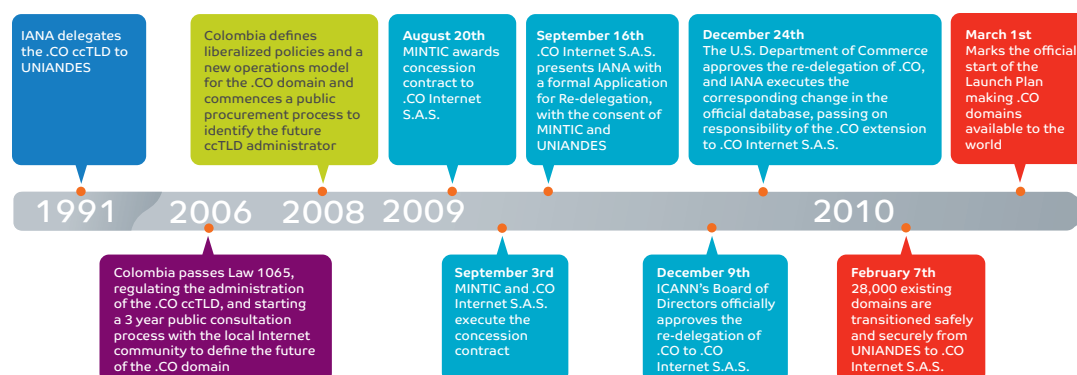 IANA delegates
the .CO ccTLD to
UNIANDES
Colombia defines
liberalized policies and a
new operations model
for the .CO domain and
commences a public
procurement process to
identify the future
ccTLD administrator
August 20th
MINTIC awards
concession
contract to
.CO Internet
S.A.S.
September 16th
.CO Internet S.A.S.
presents IANA with
a formal Application
for Re-delegation,
with the consent of
MINTIC and
UNIANDES
December 24th
The U.S. Department of Commerce
approves the re-delegation of .CO,
and IANA executes the
corresponding change in the
official database, passing on
responsibility of the .CO extension
to .CO Internet S.A.S.
March 1st
Marks the official
start of the
Launch Plan
making .CO
domains
available to the
world
1991 2006 2008 2009 2010
Colombia passes Law 1065,
regulating the administration
of the .CO ccTLD, and starting
a 3 year public consultation
process with the local Internet
community to define the future
of the .CO domain
September 3rd
MINTIC and .CO
Internet S.A.S.
execute the
concession
contract
December 9th
ICANN's Board of
Directors officially
approves the
re-delegation of
.CO to .CO
Internet S.A.S.
February 7th
28,000 existing
domains are
transitioned safely
and securely from
UNIANDES to .CO
Internet S.A.S.